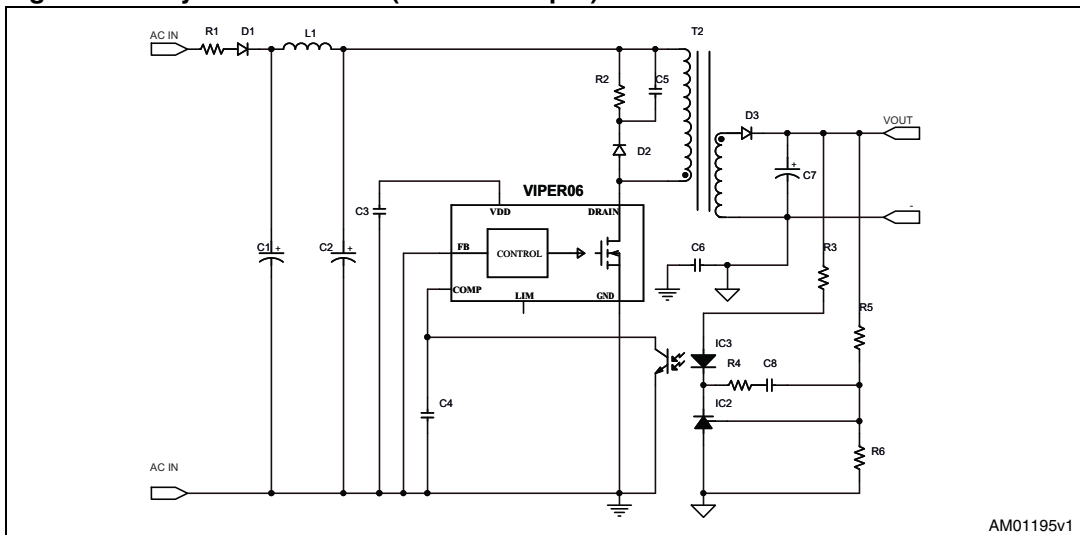 AC IN
R1
D1
L1
T2
R2
C5
D3
VOUT
D2
C7
-
VIPER06
C3
VDD
DRAIN
C1
+
C2
+
+
FB
CONTROL
C6
R3
COMP
LIM
GND
R5
IC3
R4
C8
C4
IC2
R6
AC IN
AM01195v1